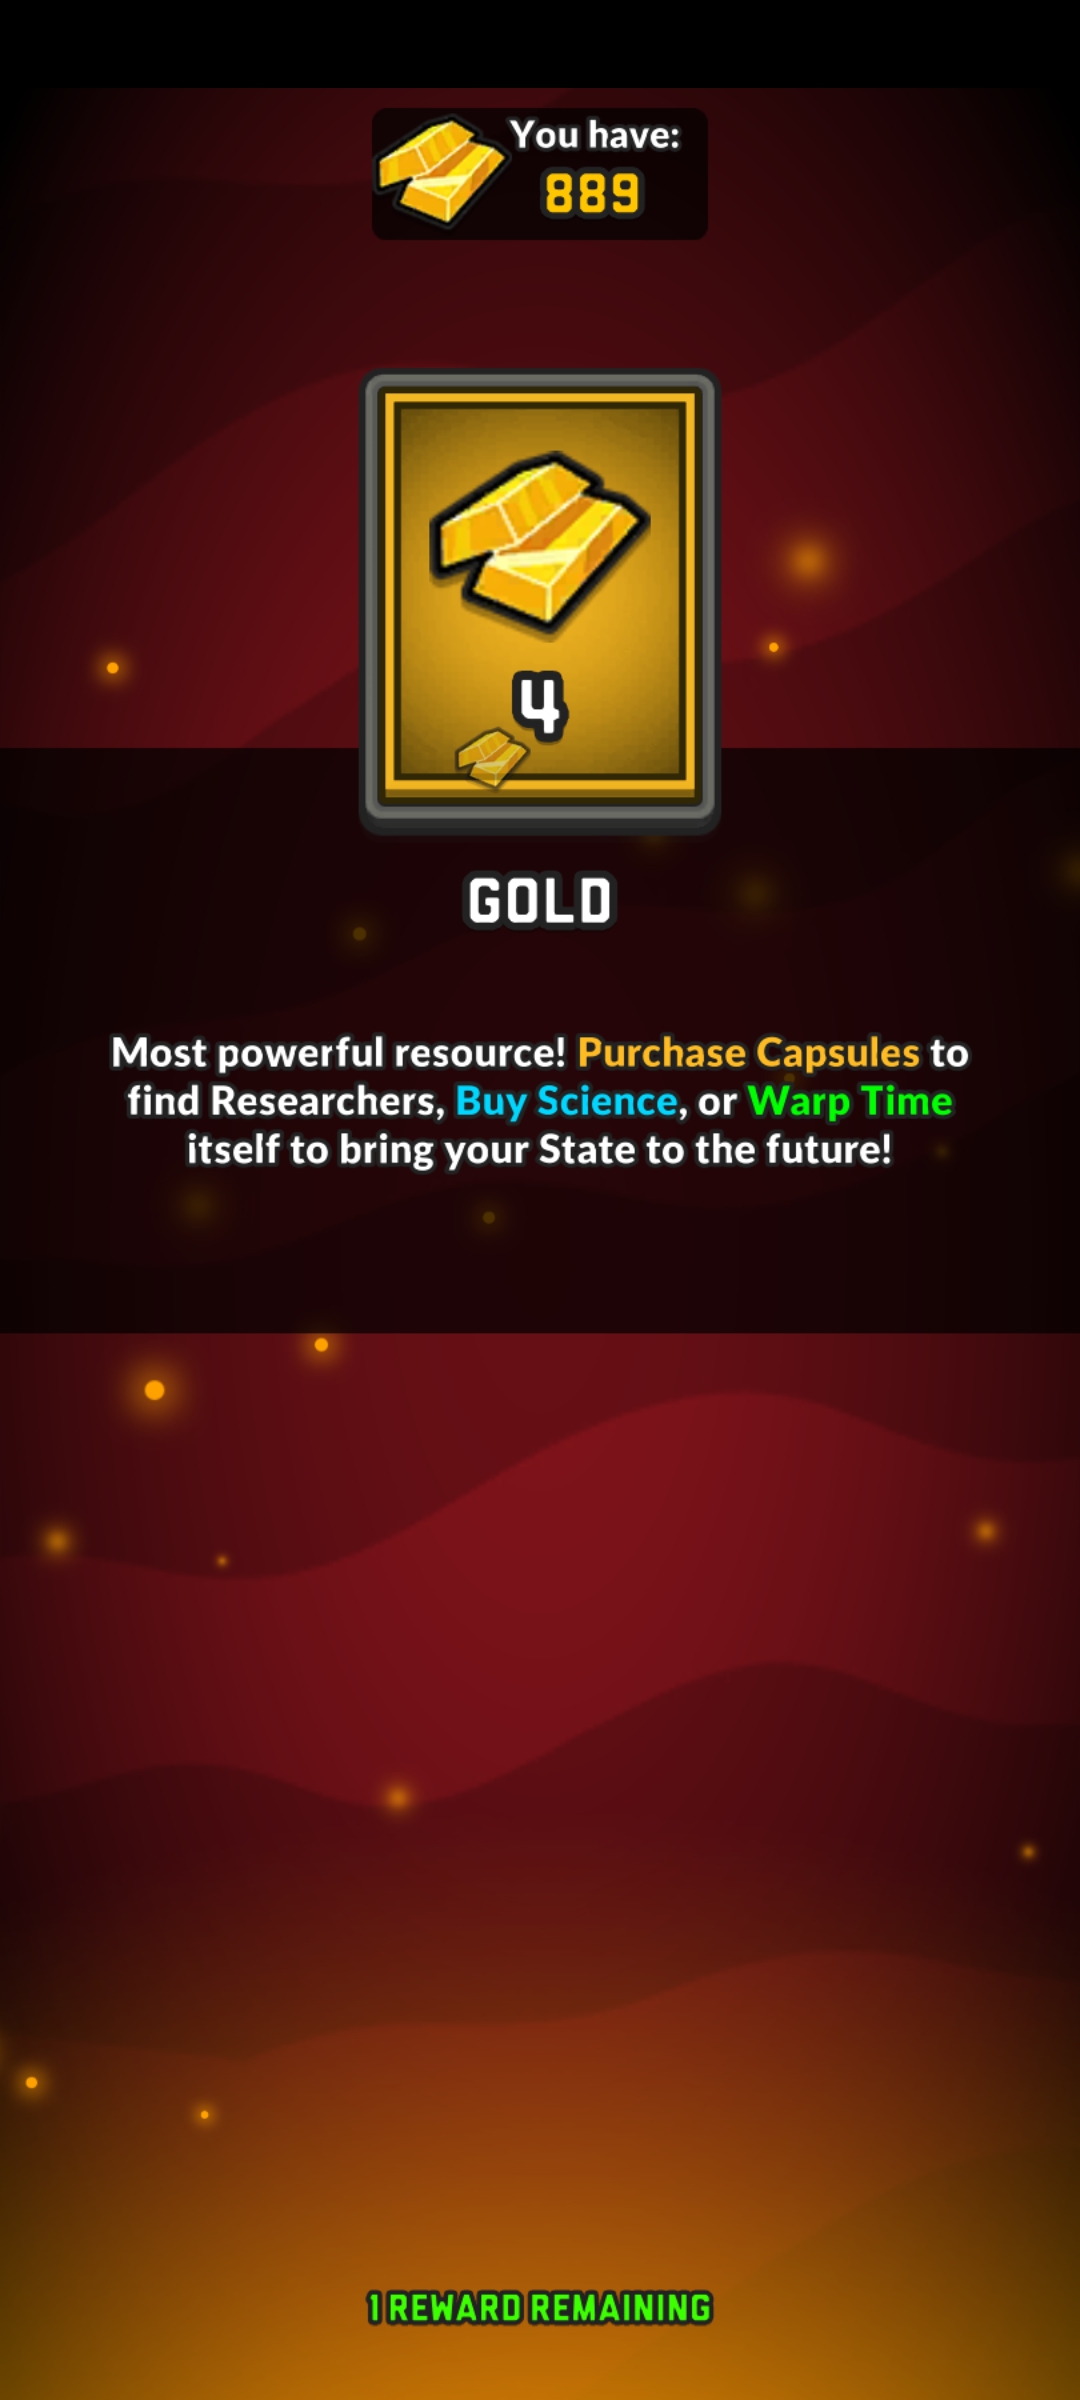 You have:
889
4
GOLD
Most powerful resource! Purchase Capsules to
find Researchers, Buy Science, or Warp Time
itself to bring your State to the future!
1 REWARD REMAINING